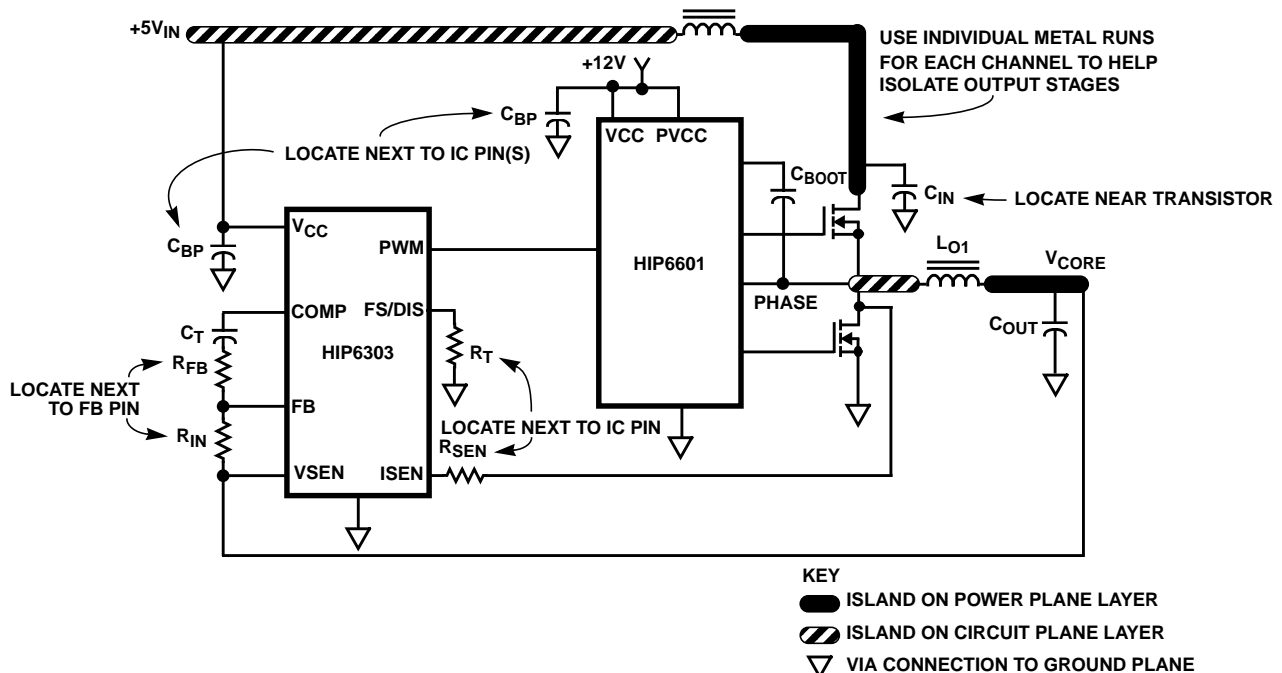 +5VIN
USE INDIVIDUAL METAL RUNS
FOR EACH CHANNEL TO HELP
ISOLATE OUTPUT STAGES
+12V
CBP
VCC PVCC
LOCATE NEXT TO IC PIN(S)
CBOOT
CIN
LOCATE NEAR TRANSISTOR
VCC
CBP
PWM
HIP6601
LO1
VCORE
PHASE
COMP
FS/DIS
CT
HIP6303
RT
COUT
RFB
LOCATE NEXT
TO FB PIN
FB
RIN
LOCATE NEXT TO IC PIN
RSEN
VSEN
ISEN
KEY
ISLAND ON POWER PLANE LAYER
ISLAND ON CIRCUIT PLANE LAYER
VIA CONNECTION TO GROUND PLANE